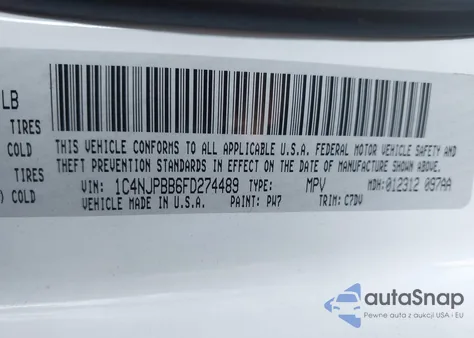 LB
TIRES
COLD
TIRES
) COLD
THIS VEHICLE CONFORMS TO ALL APPLICABLE U.S.A. FEDERAL MOTOR VEHICLE SAFETY AND
THEFT PREVENTION STANDARDS IN EFFECT ON THE DATE OF MANUFACTURE SHOWN ABOVE.
VIN: 1C4NJPBB6FD274489 TYPE: MPV MDH:012312 097AA
VEHICLE MADE IN U.S.A. PAINT: PW7 TRIM: C7DV
autoSnap
Pewne auta z aukcji USA - EU